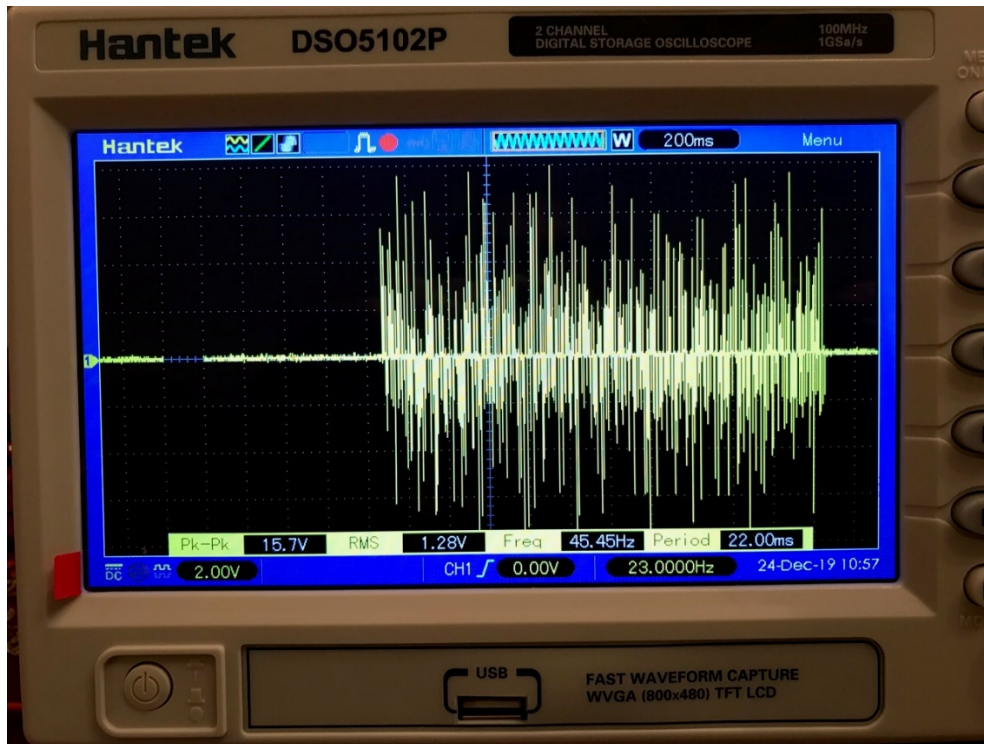 Hantek DSO5102P
2 CHANNEL
DIGITAL STORAGE OSCILLOSCOPE
100MHz
1GSa/s
Hantek W 200ms Menu
1
Pk-Pk 15.7V RMS 1.28V Freq 45.45Hz Period 22.00ms
DC 2.00V CH1 0.00V 23.0000Hz 24-Dec-19 10:57
USB
FAST WAVEFORM CAPTURE
WVGA (800x480) TFT LCD